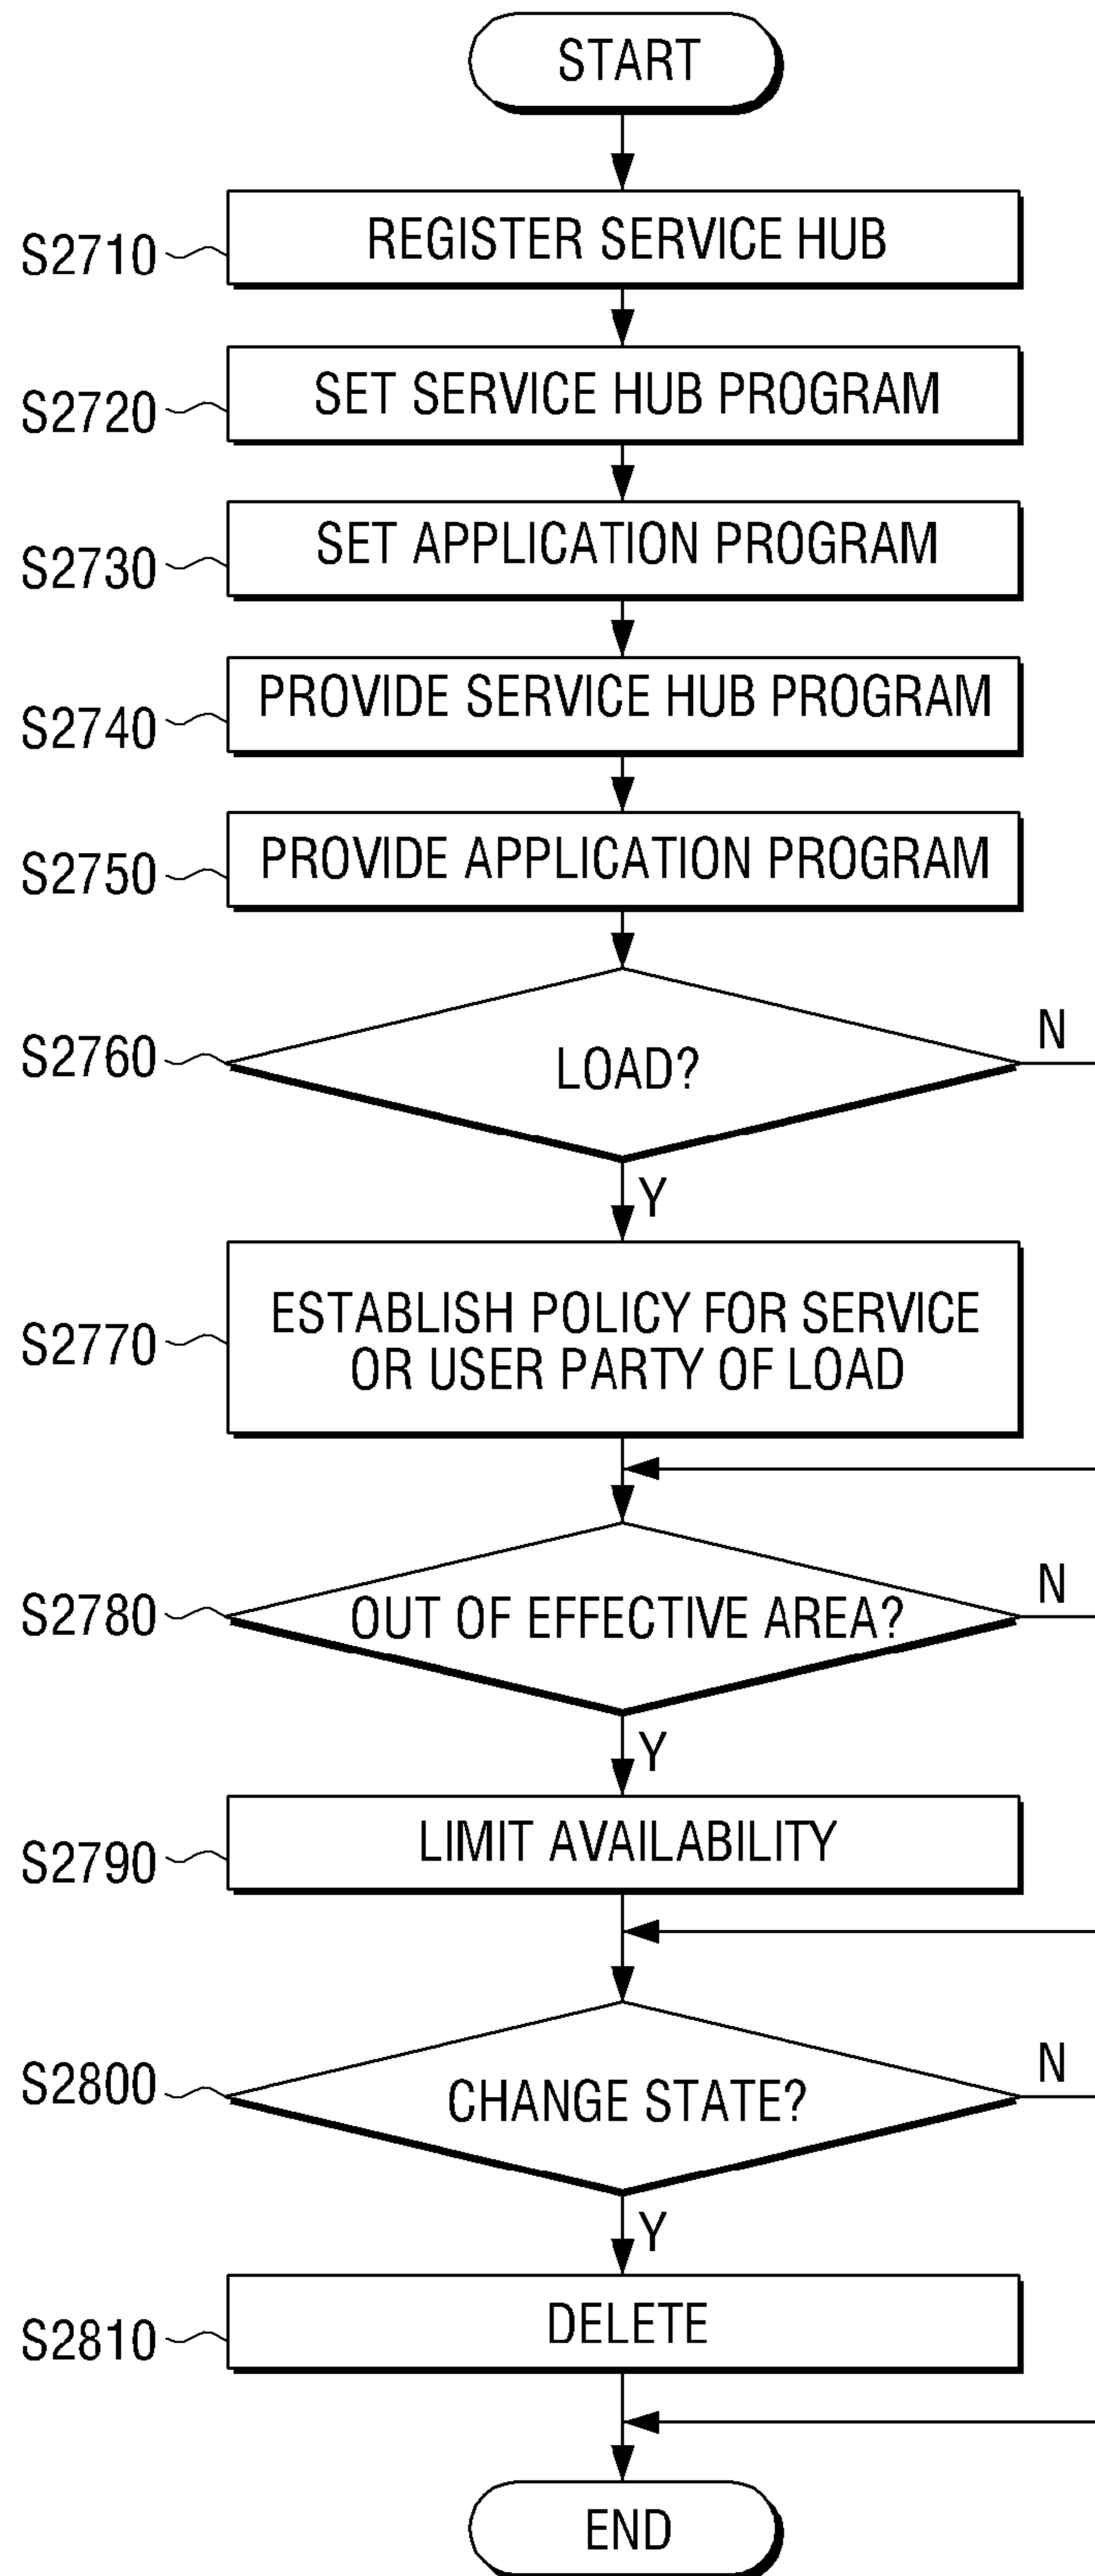 START
S2710
REGISTER SERVICE HUB
S2720
SET SERVICE HUB PROGRAM
S2730
SET APPLICATION PROGRAM
S2740
PROVIDE SERVICE HUB PROGRAM
S2750
PROVIDE APPLICATION PROGRAM
S2760
LOAD?
N
Y
S2770
ESTABLISH POLICY FOR SERVICE
OR USER PARTY OF LOAD
S2780
OUT OF EFFECTIVE AREA?
N
Y
S2790
LIMIT AVAILABILITY
S2800
CHANGE STATE?
N
Y
S2810
DELETE
END